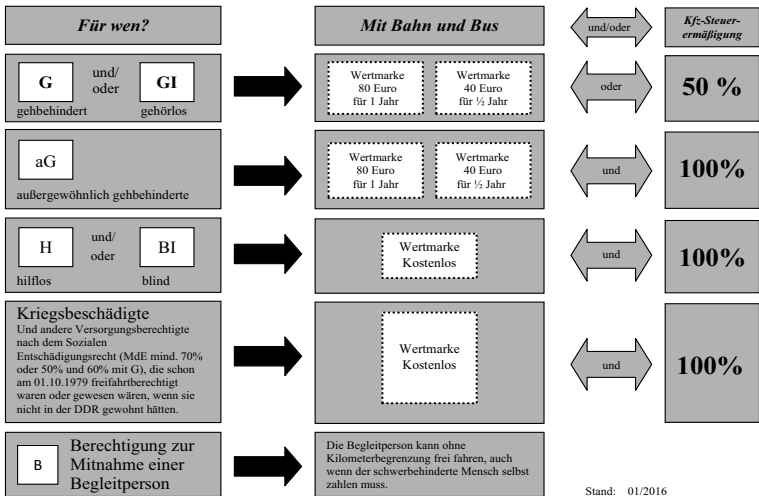 Für wen?
Mit Bahn und Bus
und/oder
Kfz-Steuer-
ermäßigung
G
und/
oder
GI
gehbehindert
gehörlos
Wertmarke
80 Euro
für 1 Jahr
Wertmarke
40 Euro
für ½ Jahr
oder
50 %
aG
außergewöhnlich gehbehinderte
Wertmarke
80 Euro
für 1 Jahr
Wertmarke
40 Euro
für ½ Jahr
und
100%
H
und/
oder
BI
hilflos
blind
Wertmarke
Kostenlos
und
100%
Kriegsbeschädigte
Und andere Versorgungsberechtigte
nach dem Sozialen
Entschädigungsrecht (MdE mind. 70%
oder 50% und 60% mit G), die schon
am 01.10.1979 freifahrtberechtigt
waren oder gewesen wären, wenn sie
nicht in der DDR gewohnt hätten.
Wertmarke
Kostenlos
und
100%
B
Berechtigung zur
Mitnahme einer
Begleitperson
Die Begleitperson kann ohne
Kilometerbegrenzung frei fahren, auch
wenn der schwerbehinderte Mensch selbst
zahlen muss.
Stand: 01/2016